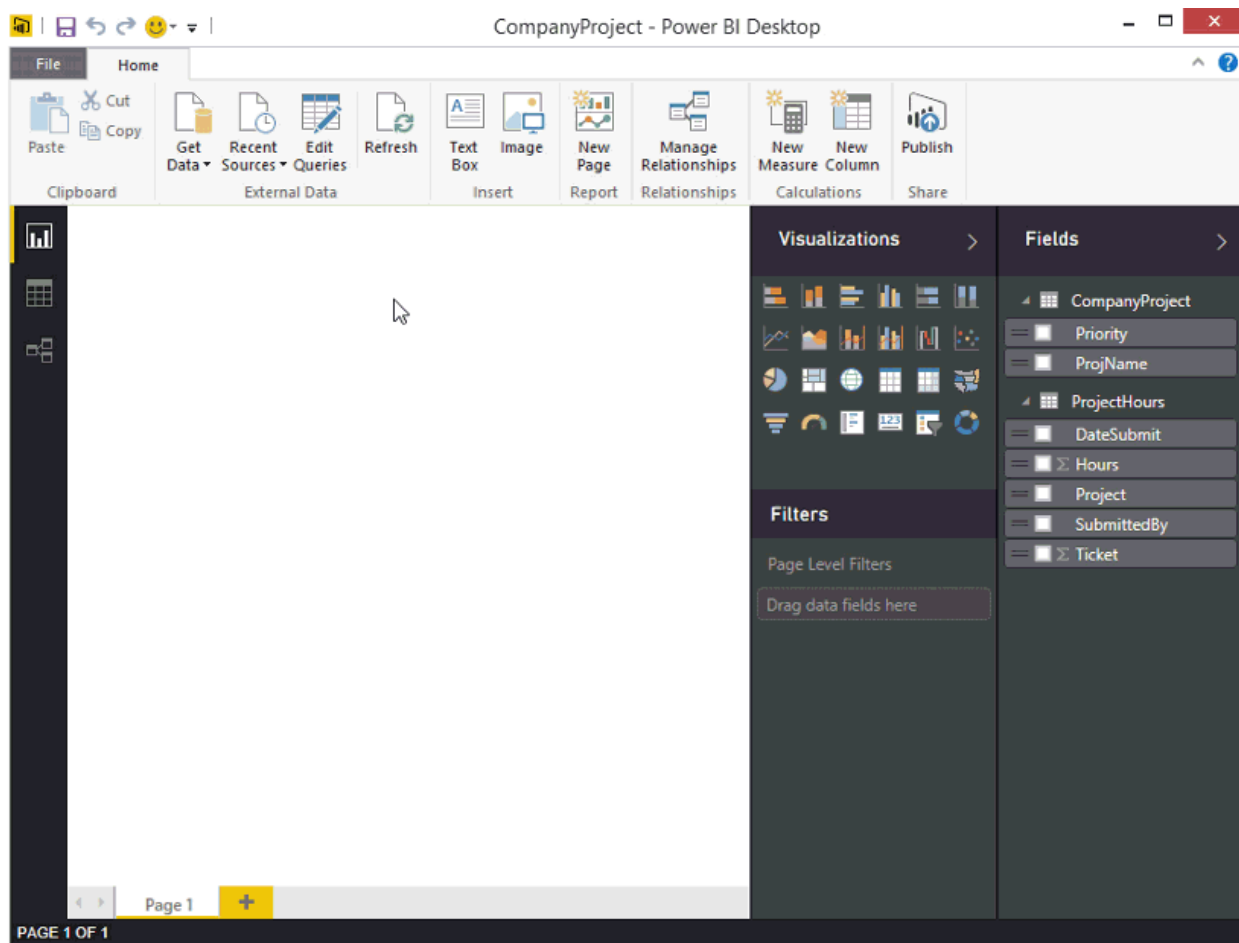 CompanyProject - Power BI Desktop
File Home
Paste
Cut
Copy
Get Data
Recent Sources
Edit Queries
Refresh
Text Box
Image
New Page
Manage Relationships
New Measure
New Column
Publish
Clipboard External Data Insert Report Relationships Calculations Share
Visualizations
Fields
CompanyProject
Priority
ProjName
ProjectHours
DateSubmit
Hours
Project
SubmittedBy
Ticket
123
Filters
Page Level Filters
Drag data fields here
Page 1
PAGE 1 OF 1